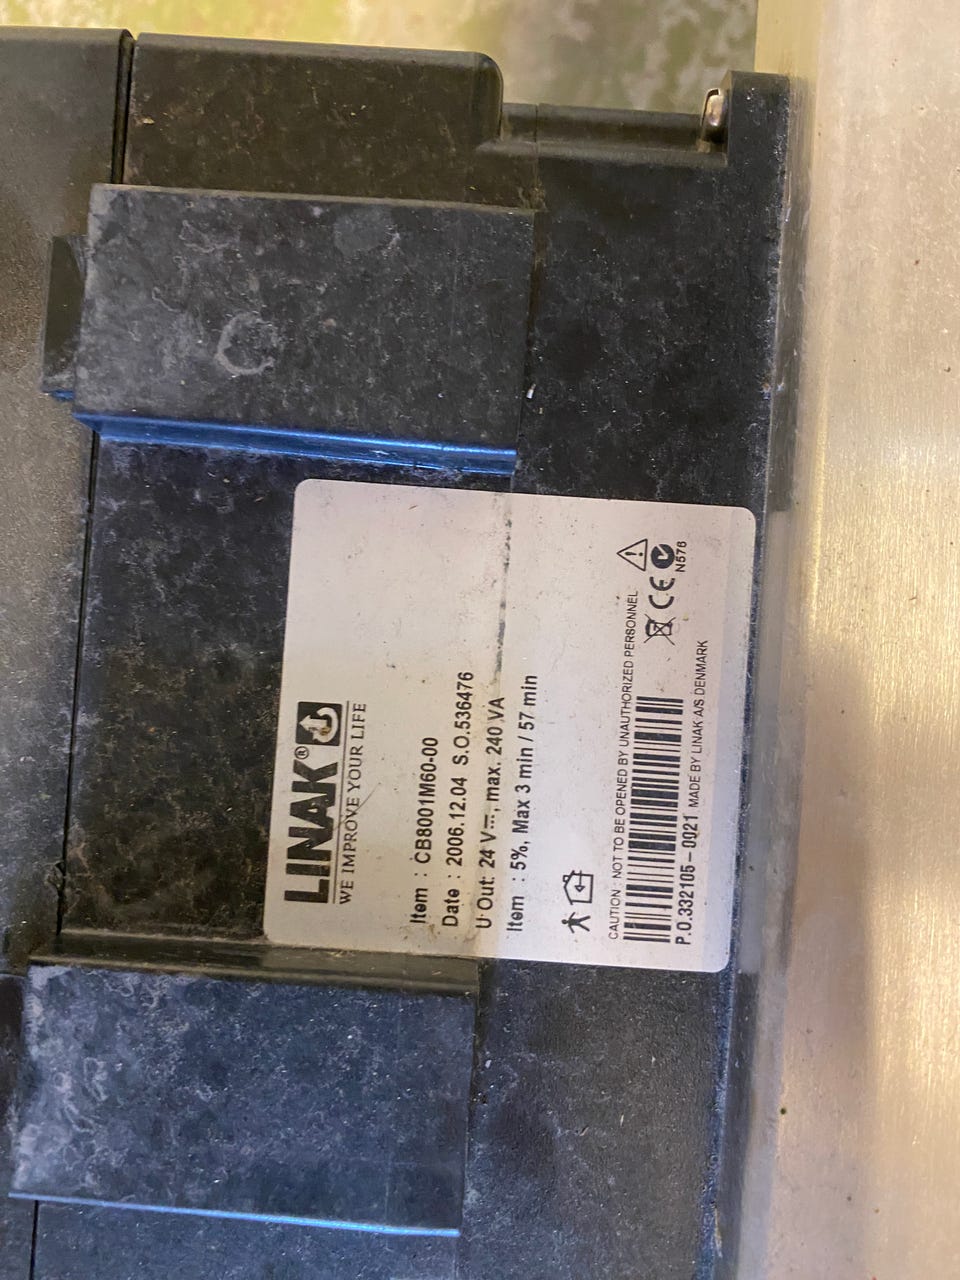 LINAK®
WE IMPROVE YOUR LIFE
Item : CB8001M60-00
Date : 2006.12.04 S.O.536476
U Out: 24 V⎓, max. 240 VA
Item : 5%, Max 3 min / 57 min
CAUTION : NOT TO BE OPENED BY UNAUTHORIZED PERSONNEL
CE
N576
P.O.332105-0021 MADE BY LINAK A/S DENMARK